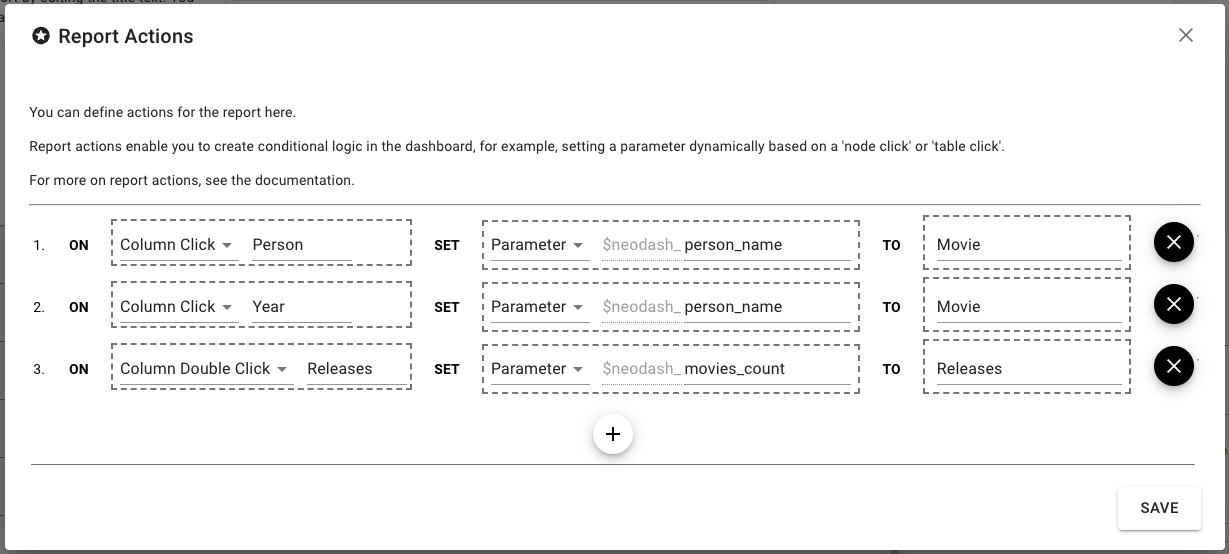 Report Actions
You can define actions for the report here.
Report actions enable you to create conditional logic in the dashboard, for example, setting a parameter dynamically based on a 'node click' or 'table click'.
For more on report actions, see the documentation.
1. ON Column Click Person SET Parameter $neodash_ person_name TO Movie
2. ON Column Click Year SET Parameter $neodash_ person_name TO Movie
3. ON Column Double Click Releases SET Parameter $neodash_ movies_count TO Releases
+
SAVE